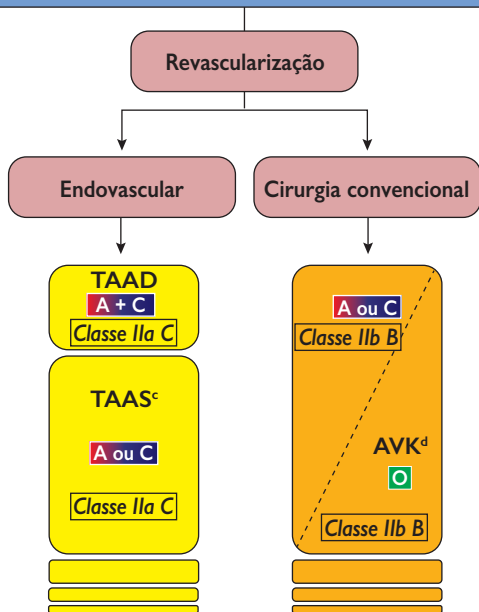 Revascularização
Endovascular
Cirurgia convencional
TAAD
A + C
Classe IIa C
TAASᶜ
A ou C
Classe IIa C
A ou C
Classe IIb B
AVKᵈ
O
Classe IIb B